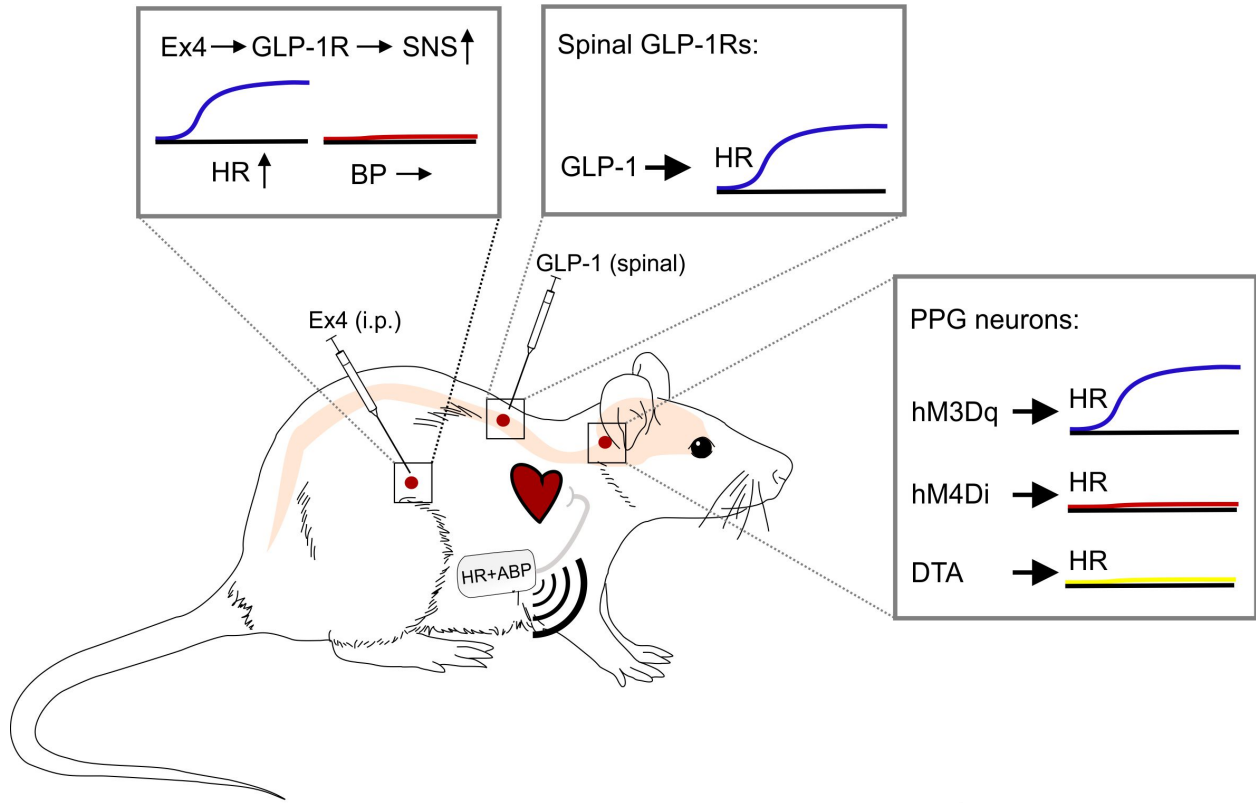 Ex4 → GLP-1R → SNS ↑
HR ↑
BP →
Spinal GLP-1Rs:
GLP-1 →
HR
GLP-1 (spinal)
Ex4 (i.p.)
PPG neurons:
hM3Dq →
HR
hM4Di →
HR
DTA →
HR
HR+ABP